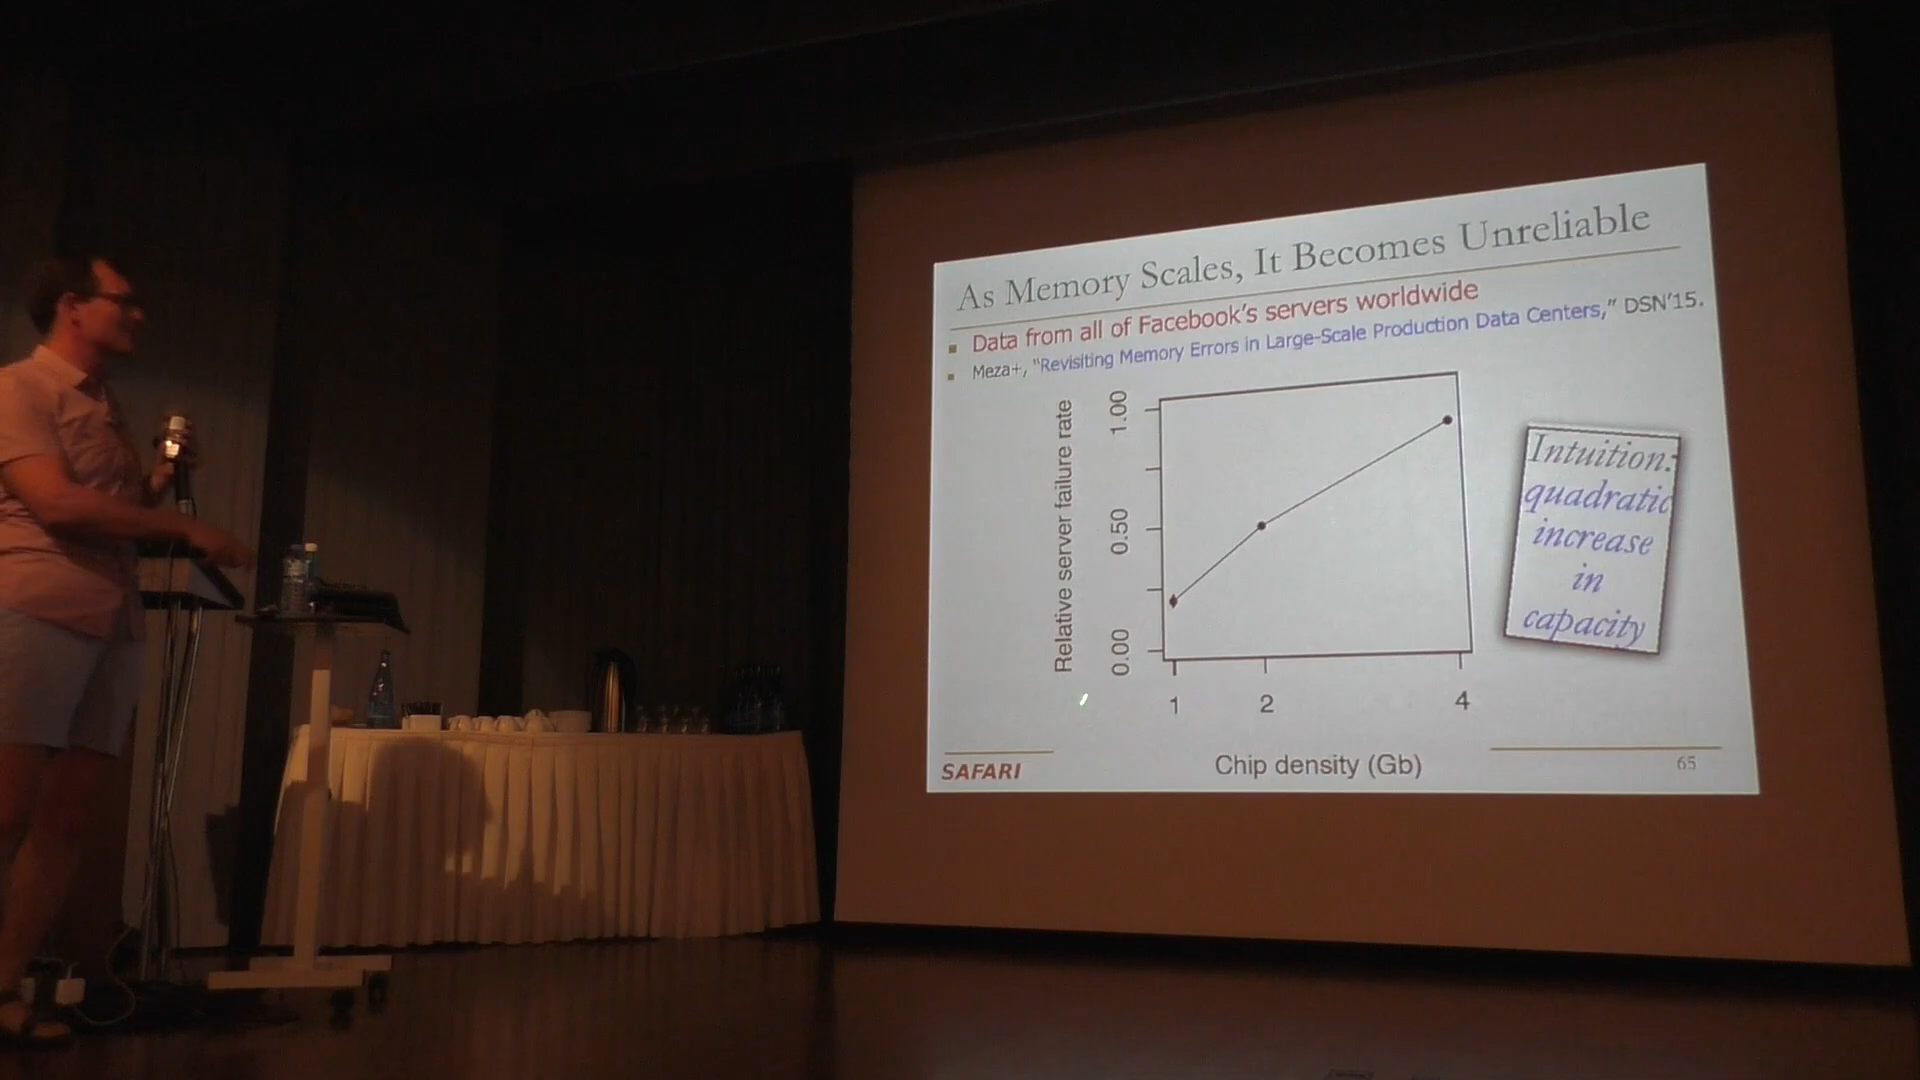 As Memory Scales, It Becomes Unreliable
Data from all of Facebook's servers worldwide
Meza+, "Revisiting Memory Errors in Large-Scale Production Data Centers," DSN'15.
Relative server failure rate
1.00
0.50
0.00
1 2 4
Chip density (Gb)
Intuition:
quadratic
increase
in
capacity
SAFARI
65